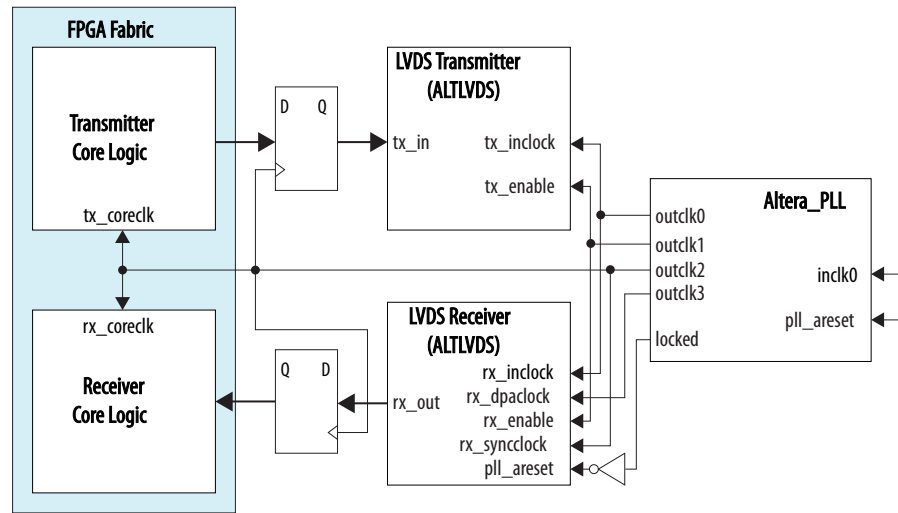 FPGA Fabric
Transmitter
Core Logic
tx_coreclk
D Q
LVDS Transmitter
(ALTLVDS)
tx_in
tx_inclock
tx_enable
Altera_PLL
outclk0
outclk1
outclk2
outclk3
locked
inclk0
pll_areset
rx_coreclk
Receiver
Core Logic
Q D
LVDS Receiver
(ALTLVDS)
rx_out
rx_inclock
rx_dpaclock
rx_enable
rx_syncclock
pll_areset